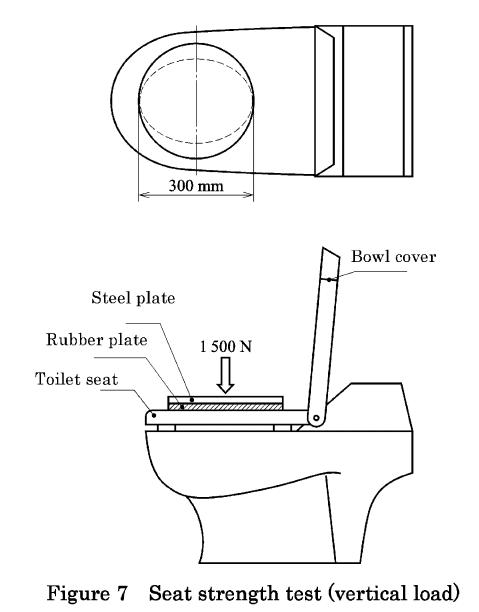 300 mm
Bowl cover
Steel plate
Rubber plate
1 500 N
Toilet seat
Figure 7 Seat strength test (vertical load)